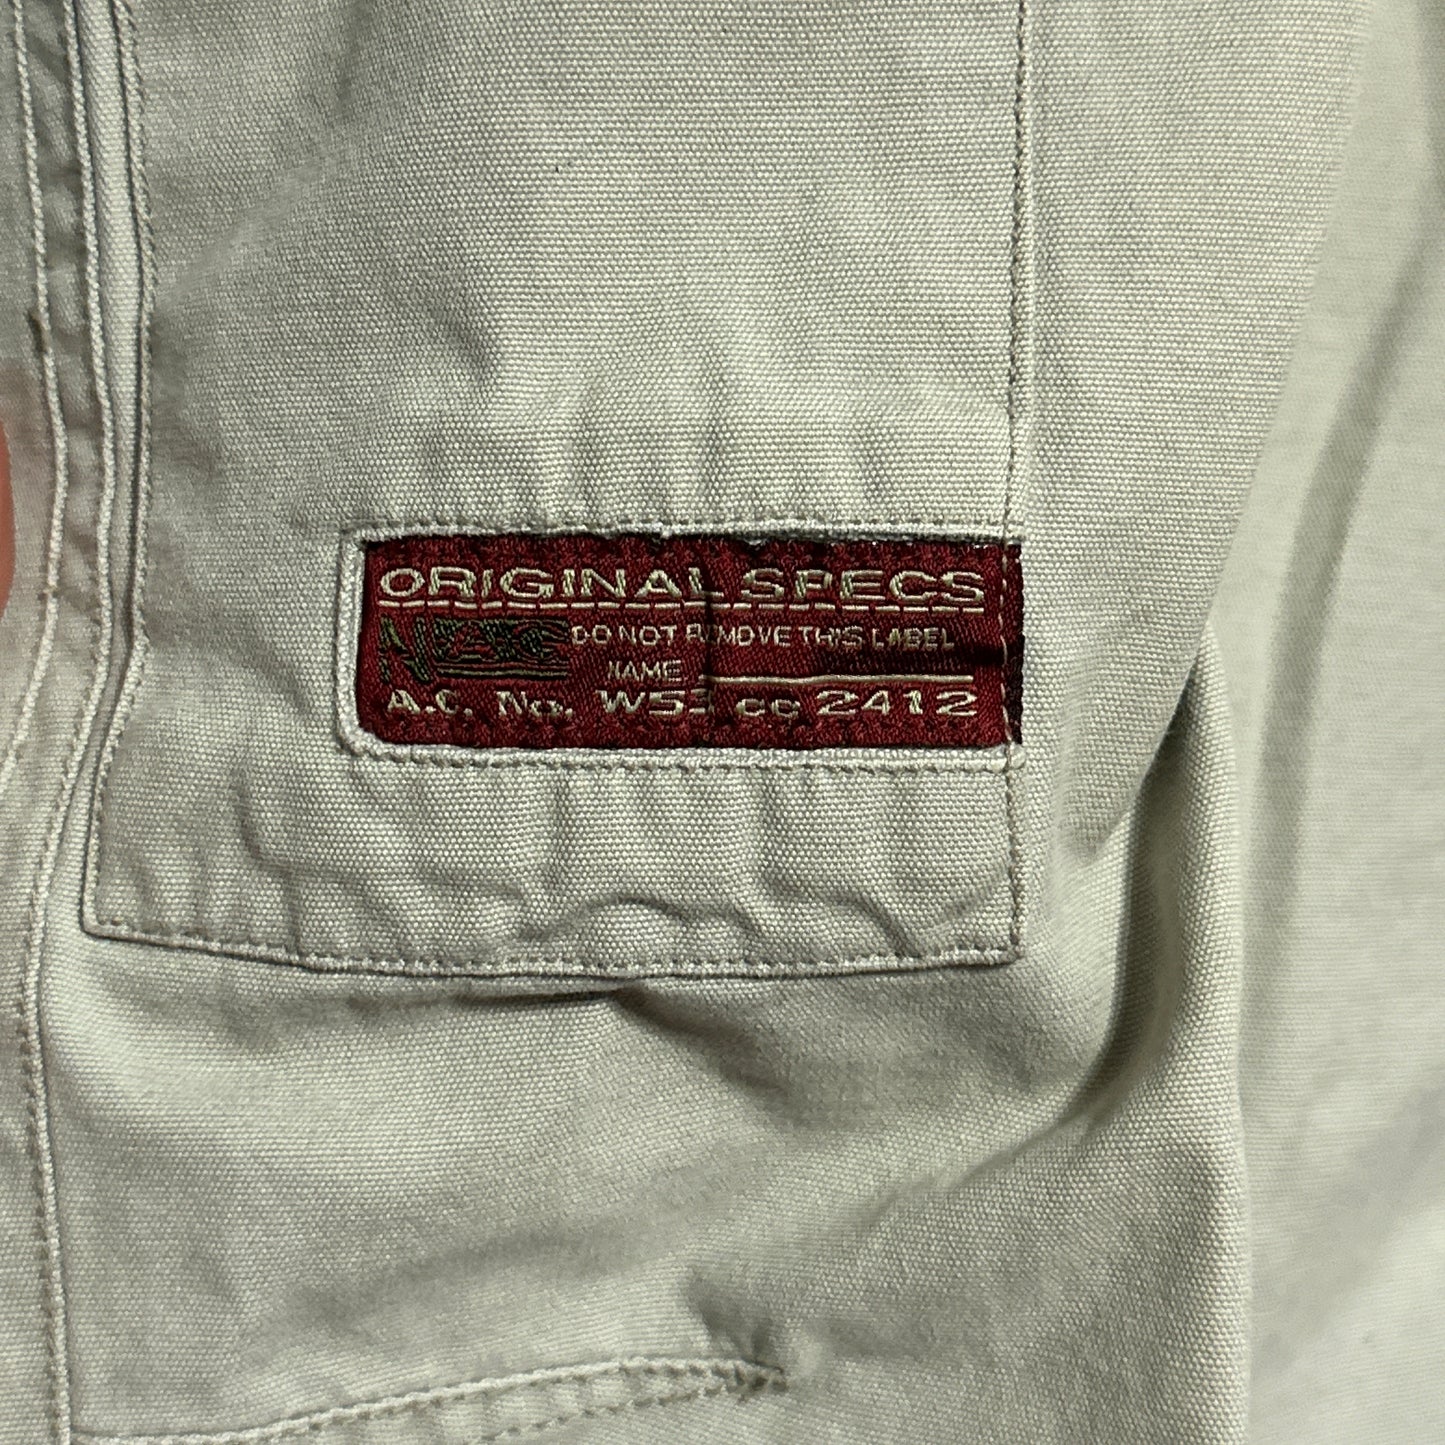 ORIGINAL SPECS
DO NOT REMOVE THIS LABEL
NAME
A.C. No. W53 CC 2412